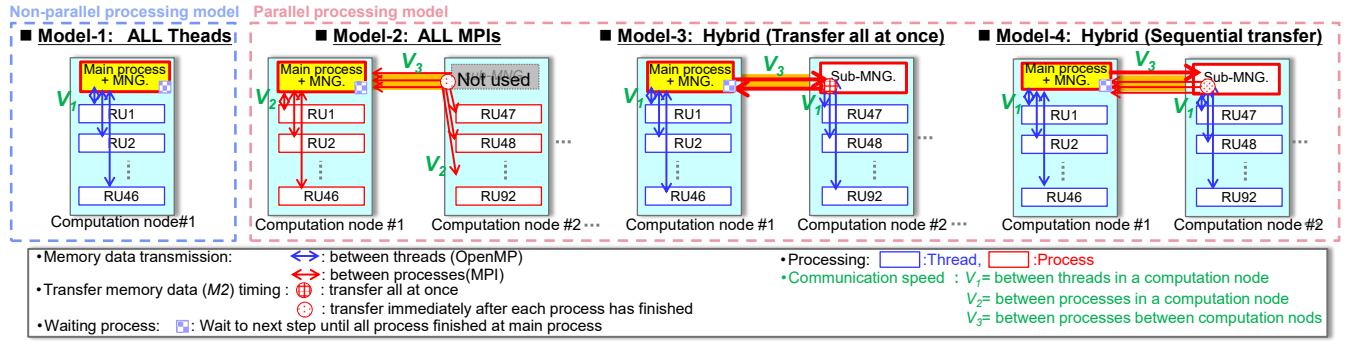 Non-parallel processing model
Parallel processing model
■ Model-1: ALL Theads
■ Model-2: ALL MPIs
■ Model-3: Hybrid (Transfer all at once)
■ Model-4: Hybrid (Sequential transfer)
Main process
+ MNG.
V1
RU1
RU2
RU46
Computation node#1
Main process
+ MNG.
V3
Not used
V2
RU1
RU2
RU46
Computation node #1
RU47
RU48
V2
RU92
Computation node #2
...
...
Main process
+ MNG.
V3
Sub-MNG.
V1
RU1
RU2
RU46
Computation node #1
V1
RU47
RU48
RU92
Computation node #2
...
...
Main process
+ MNG.
V3
Sub-MNG.
V1
RU1
RU2
RU46
Computation node #1
V1
RU47
RU48
RU92
Computation node #2
...
•Memory data transmission: : between threads (OpenMP)
: between processes(MPI)
•Transfer memory data (M2) timing : : transfer all at once
: transfer immediately after each process has finished
•Waiting process: : Wait to next step until all process finished at main process
•Processing: :Thread, :Process
•Communication speed : V1= between threads in a computation node
V2= between processes in a computation node
V3= between processes between computation nods